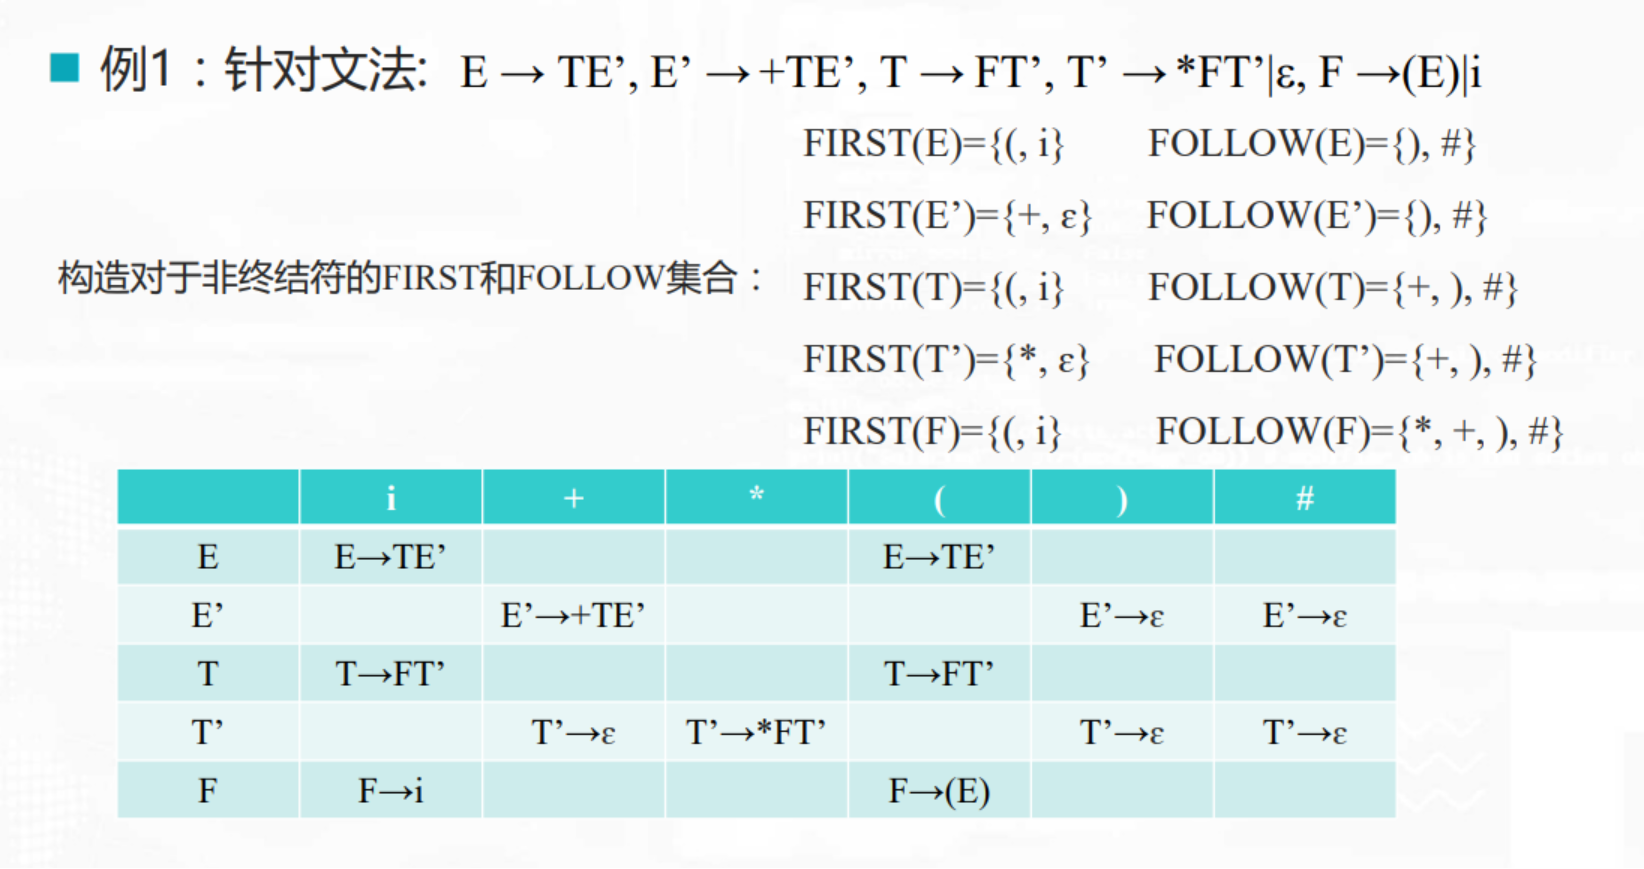 例1：针对文法: E → TE’, E’ → +TE’, T → FT’, T’ → *FT’|ε, F →(E)|i
FIRST(E)={(, i} FOLLOW(E)={), #}
FIRST(E’)={+, ε} FOLLOW(E’)={), #}
构造对于非终结符的FIRST和FOLLOW集合： FIRST(T)={(, i} FOLLOW(T)={+, ), #}
FIRST(T’)={*, ε} FOLLOW(T’)={+, ), #}
FIRST(F)={(, i} FOLLOW(F)={*, +, ), #}
i + * ( ) #
E E→TE’ E→TE’
E’ E’→+TE’ E’→ε E’→ε
T T→FT’ T→FT’
T’ T’→ε T’→*FT’ T’→ε T’→ε
F F→i F→(E)